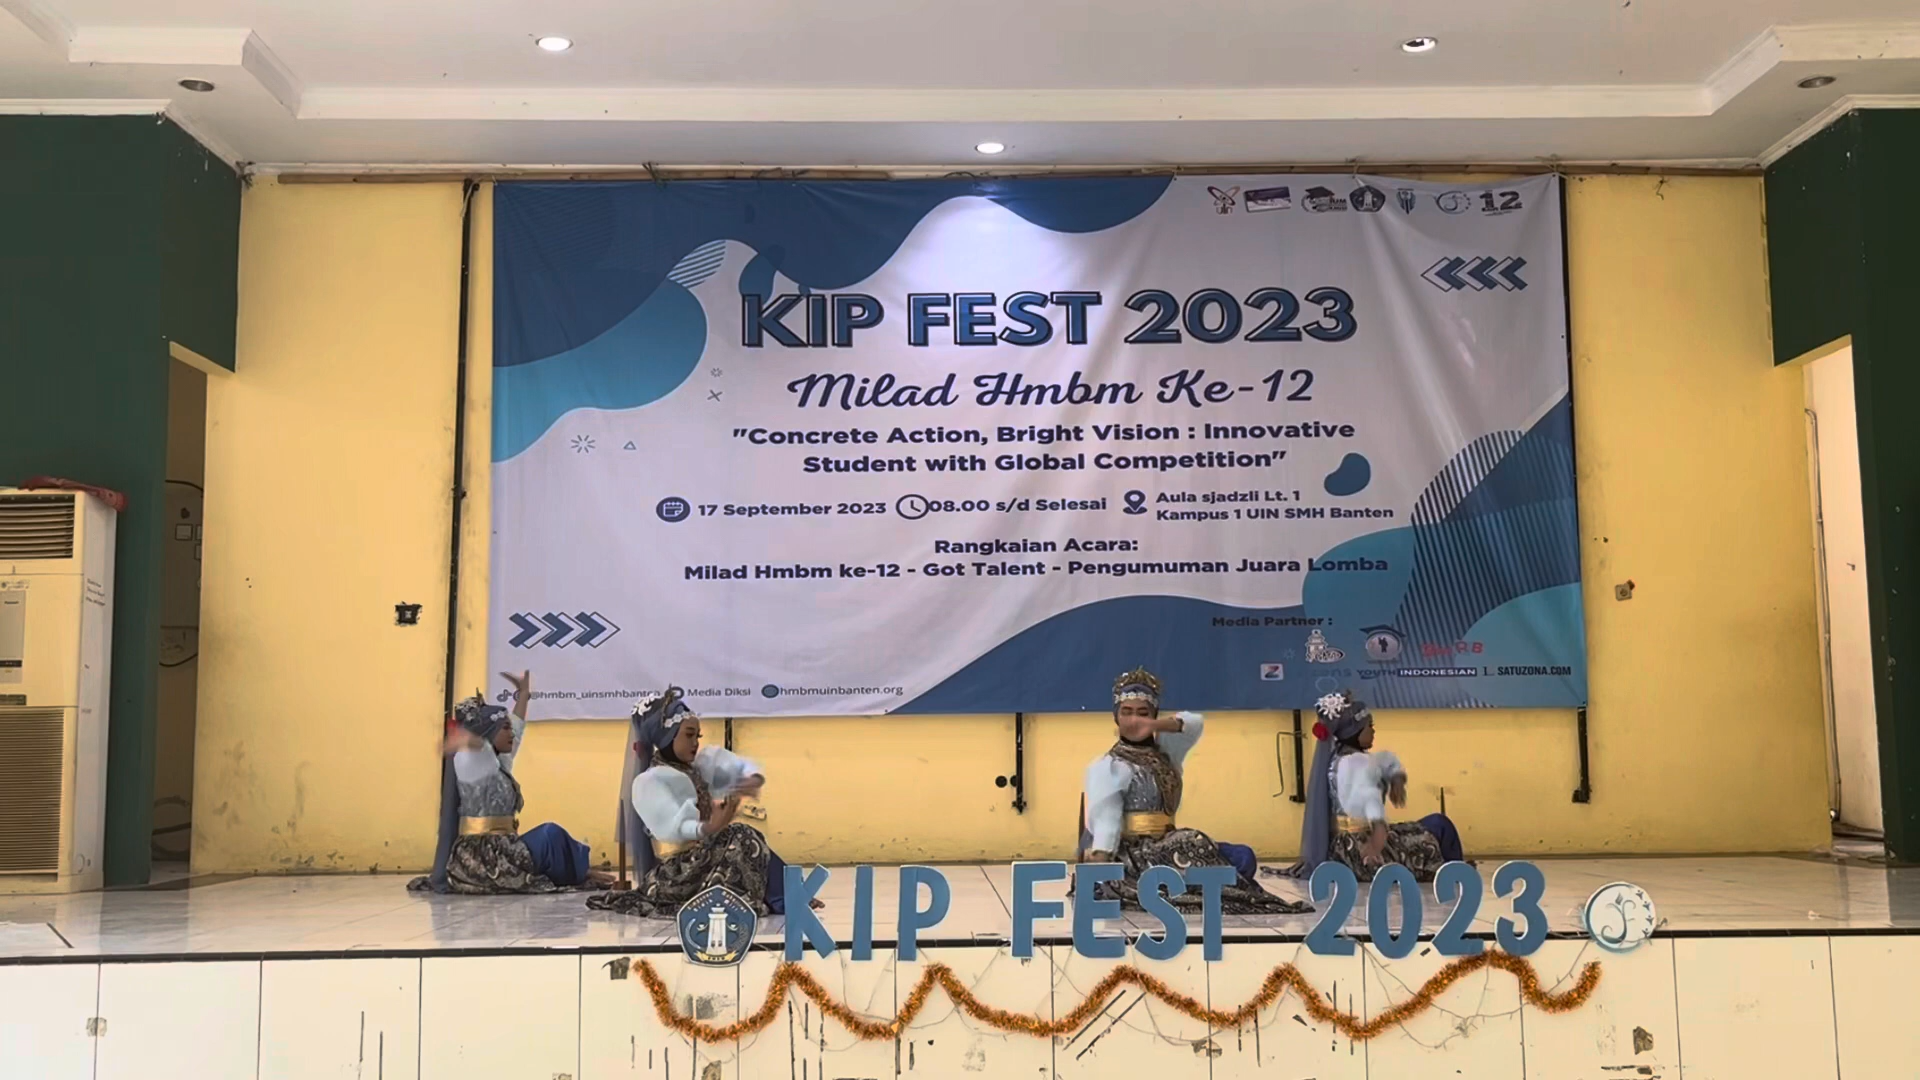 12
KIP FEST 2023
Milad Hmbm Ke-12
"Concrete Action, Bright Vision : Innovative
Student with Global Competition"
17 September 2023
08.00 s/d Selesai
Aula sjadzli Lt. 1
Kampus 1 UIN SMH Banten
Rangkaian Acara:
Milad Hmbm ke-12 - Got Talent - Pengumuman Juara Lomba
Media Partner :
YOUTH INDONESIAN
SATUZONA.COM
@hmbm_uinsmhbanten
Media Diksi
hmbmuinbanten.org
KIP FEST 2023